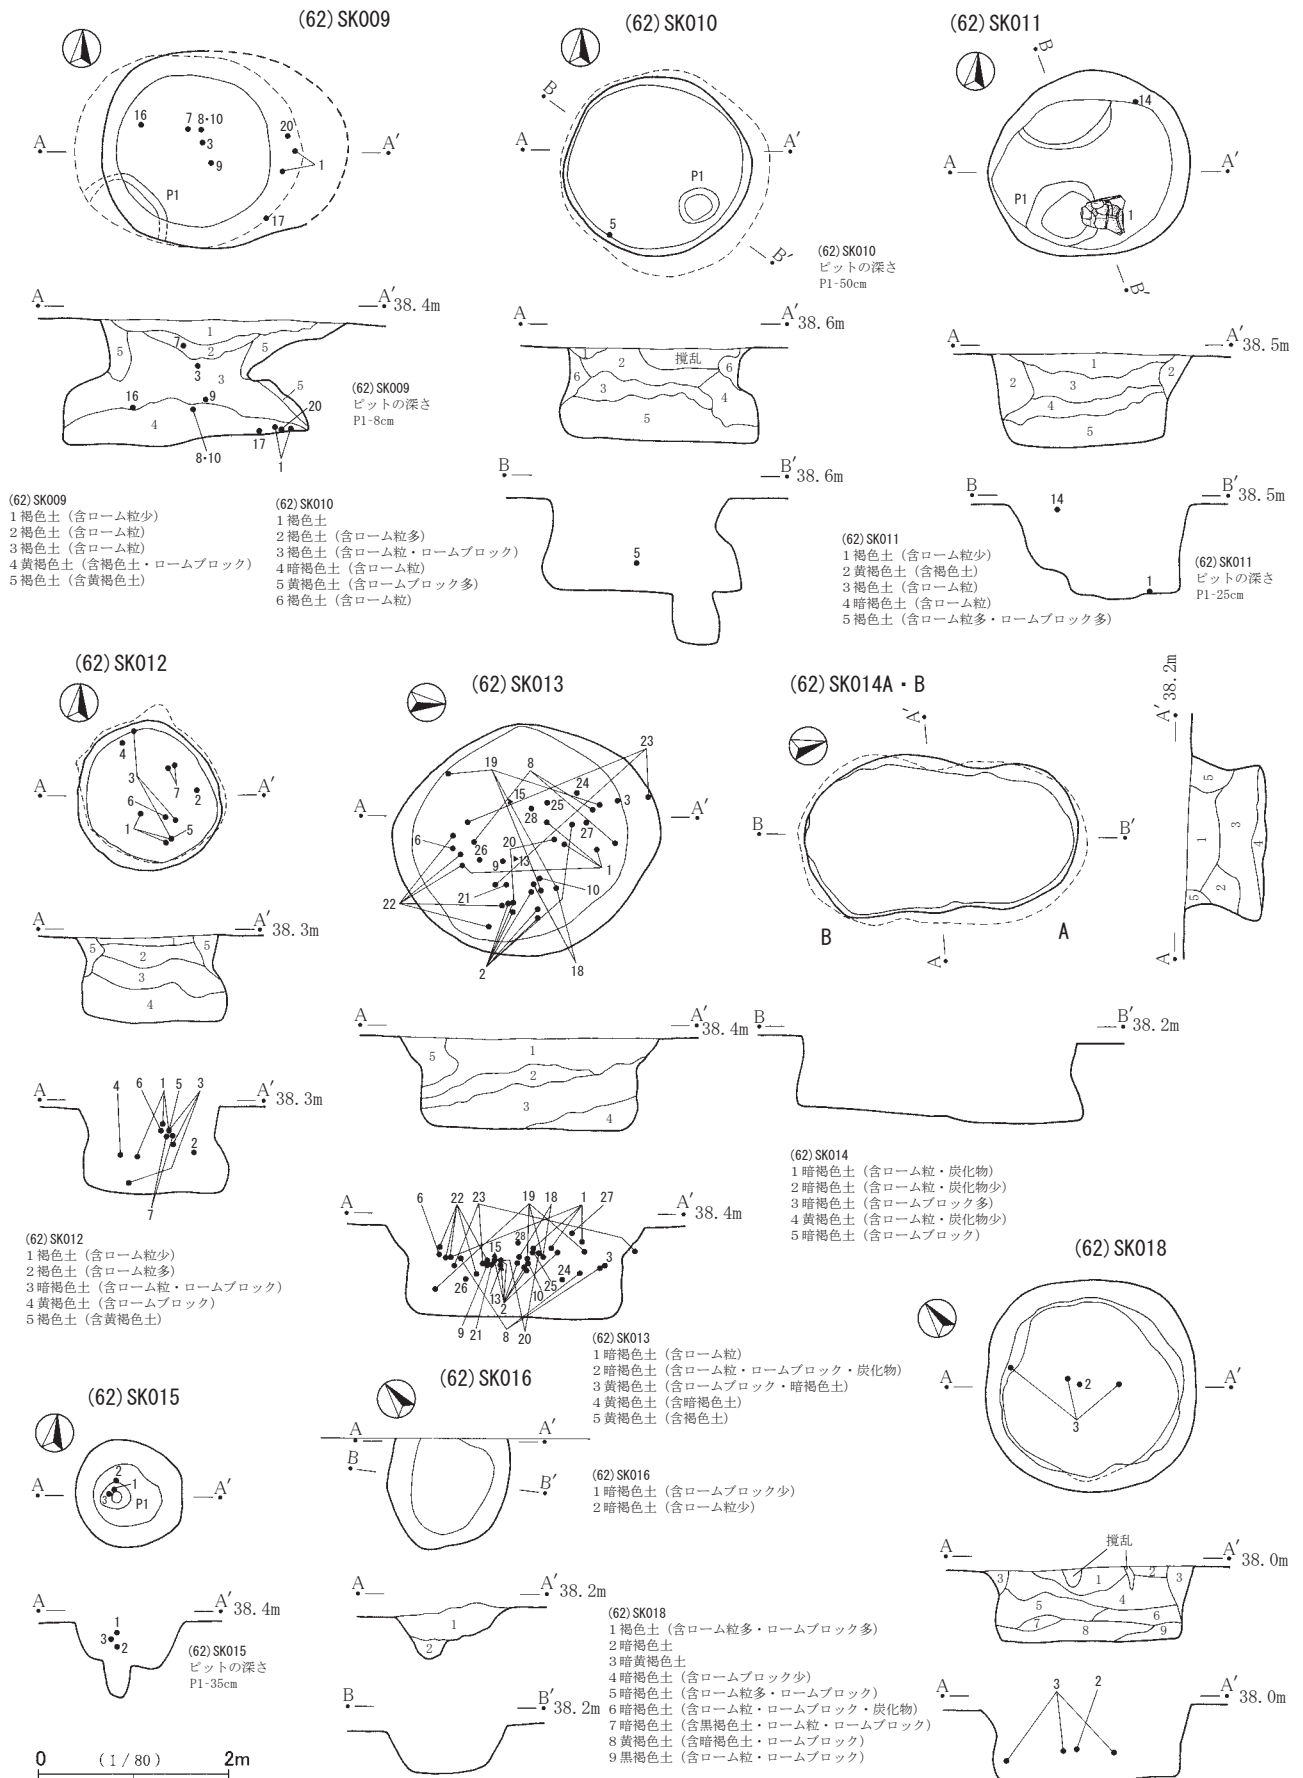 (62)SK009
16
7
8・10
3
9
20
1
17
P1
A
A′
A
A′
38.4m
1
2
3
3
4
5
5
5
7
9
16
8・10
17
20
1
(62)SK009
ピットの深さ
P1-8cm
(62)SK009
1褐色土（含ローム粒少）
2褐色土（含ローム粒）
3褐色土（含ローム粒）
4黄褐色土（含褐色土・ロームブロック）
5褐色土（含黄褐色土）
(62)SK010
B
A
A′
B′
P1
5
(62)SK010
ピットの深さ
P1-50cm
A
A′
38.6m
1
2
撹乱
6
6
3
4
5
B
B′
38.6m
5
(62)SK010
1褐色土
2褐色土（含ローム粒多）
3褐色土（含ローム粒・ロームブロック）
4暗褐色土（含ローム粒）
5黄褐色土（含ロームブロック多）
6褐色土（含ローム粒）
(62)SK011
B
14
A
A′
P1
1
B′
A
A′
38.5m
1
2
2
3
4
5
B
B′
38.5m
14
1
(62)SK011
ピットの深さ
P1-25cm
(62)SK011
1褐色土（含ローム粒少）
2黄褐色土（含褐色土）
3褐色土（含ローム粒）
4暗褐色土（含ローム粒）
5褐色土（含ローム粒多・ロームブロック多）
(62)SK012
4
3
7
2
6
1
5
A
A′
A
A′
38.3m
1
2
3
4
5
5
A
A′
38.3m
4
6
1
5
3
2
7
(62)SK012
1褐色土（含ローム粒少）
2褐色土（含ローム粒多）
3暗褐色土（含ローム粒・ロームブロック）
4黄褐色土（含ロームブロック）
5褐色土（含黄褐色土）
(62)SK013
23
19
8
15
24
25
3
28
27
6
26
20
9
13
1
21
10
22
2
18
A
A′
A
A′
38.4m
5
1
2
3
4
A
A′
38.4m
6
22
23
19
18
1
27
28
15
3
24
26
25
13
10
2
9
21
8
20
(62)SK013
1暗褐色土（含ローム粒）
2暗褐色土（含ローム粒・ロームブロック・炭化物）
3黄褐色土（含ロームブロック・暗褐色土）
4黄褐色土（含暗褐色土）
5黄褐色土（含褐色土）
(62)SK014A・B
A′
B
B′
B
A
A
A′
38.2m
5
1
3
4
2
5
A
B
B′
38.2m
(62)SK014
1暗褐色土（含ローム粒・炭化物）
2暗褐色土（含ローム粒・炭化物少）
3暗褐色土（含ロームブロック多）
4黄褐色土（含ローム粒・炭化物少）
5暗褐色土（含ロームブロック）
(62)SK015
2
1
3
P1
A
A′
A
A′
38.4m
1
3
2
(62)SK015
ピットの深さ
P1-35cm
(62)SK016
A
A′
B
B′
A
A′
38.2m
1
2
B
B′
38.2m
(62)SK016
1暗褐色土（含ロームブロック少）
2暗褐色土（含ローム粒少）
(62)SK018
A
A′
2
3
撹乱
A
A′
38.0m
3
1
2
3
4
5
6
7
8
9
A
A′
38.0m
3
2
(62)SK018
1褐色土（含ローム粒多・ロームブロック多）
2暗褐色土
3暗黄褐色土
4暗褐色土（含ロームブロック少）
5暗褐色土（含ローム粒多・ロームブロック）
6暗褐色土（含ローム粒・ロームブロック・炭化物）
7暗褐色土（含黒褐色土・ローム粒・ロームブロック）
8黄褐色土（含暗褐色土・ロームブロック）
9黒褐色土（含ローム粒・ロームブロック）
0
(1/80)
2m